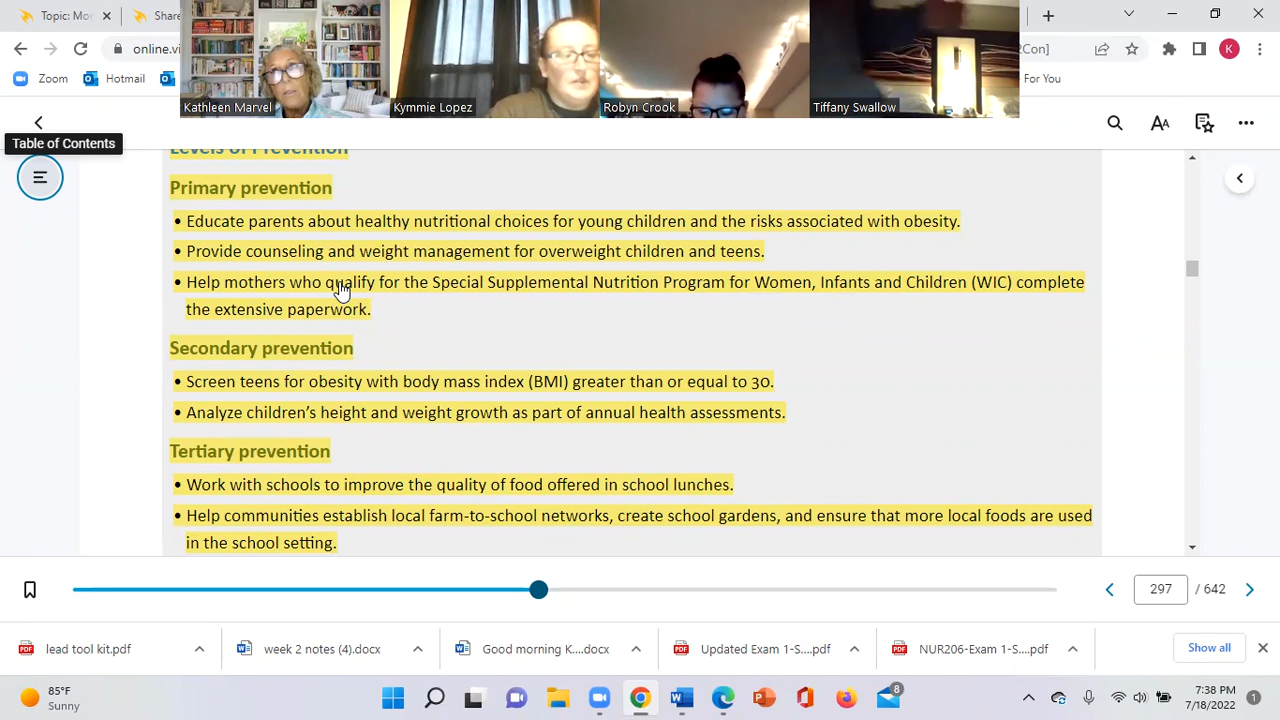 Topic: Mor
Share
online.vi
RCon]
K
Zoom
Hotmail
For You
Kathleen Marvel
Kymmie Lopez
Robyn Crook
Tiffany Swallow
Table of Contents
AA
Levels of Prevention
Primary prevention
• Educate parents about healthy nutritional choices for young children and the risks associated with obesity.
• Provide counseling and weight management for overweight children and teens.
• Help mothers who qualify for the Special Supplemental Nutrition Program for Women, Infants and Children (WIC) complete
the extensive paperwork.
Secondary prevention
• Screen teens for obesity with body mass index (BMI) greater than or equal to 30.
• Analyze children’s height and weight growth as part of annual health assessments.
Tertiary prevention
• Work with schools to improve the quality of food offered in school lunches.
• Help communities establish local farm-to-school networks, create school gardens, and ensure that more local foods are used
in the school setting.
297 / 642
lead tool kit.pdf
week 2 notes (4).docx
Good morning K....docx
Updated Exam 1-S....pdf
NUR206-Exam 1-S....pdf
Show all
85°F
Sunny
8
7:38 PM
7/18/2022
1